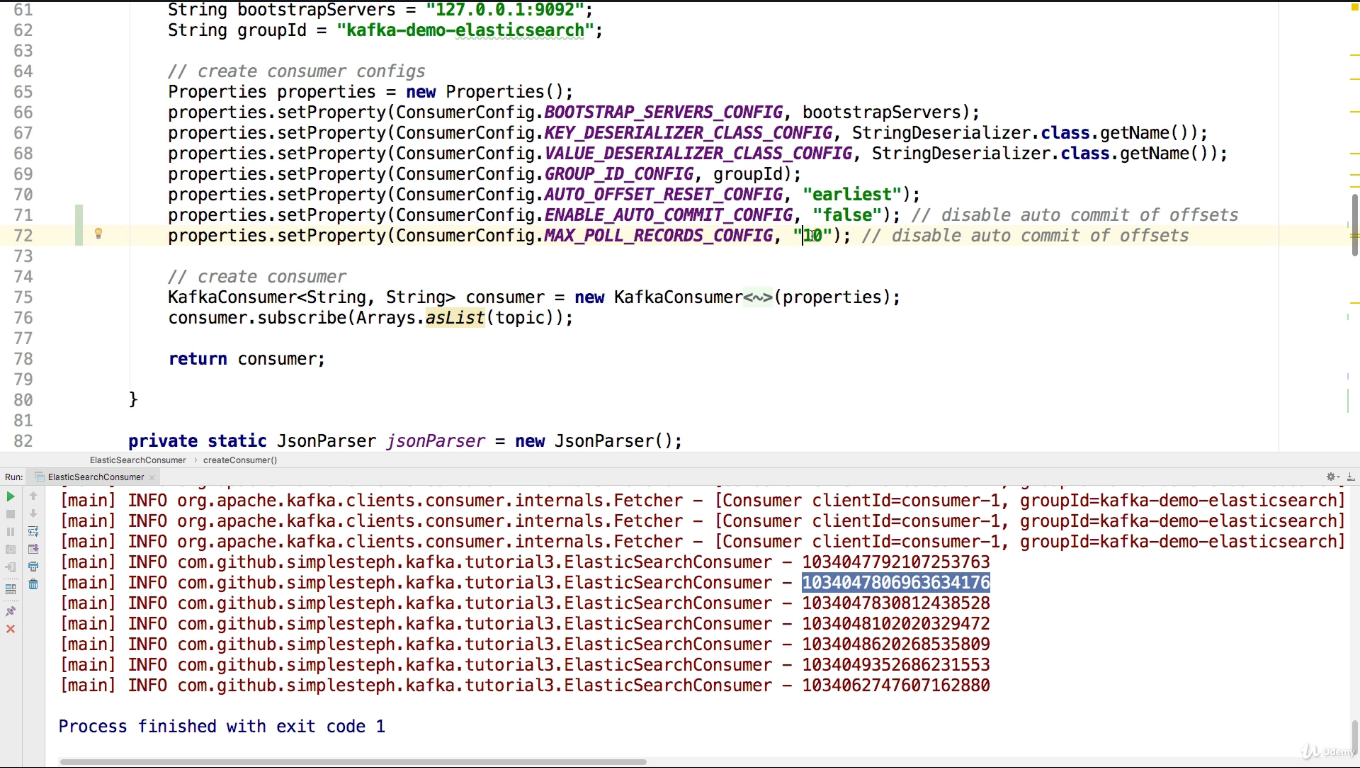 61 String bootstrapServers = "127.0.0.1:9092";
62 String groupId = "kafka-demo-elasticsearch";
63
64 // create consumer configs
65 Properties properties = new Properties();
66 properties.setProperty(ConsumerConfig.BOOTSTRAP_SERVERS_CONFIG, bootstrapServers);
67 properties.setProperty(ConsumerConfig.KEY_DESERIALIZER_CLASS_CONFIG, StringDeserializer.class.getName());
68 properties.setProperty(ConsumerConfig.VALUE_DESERIALIZER_CLASS_CONFIG, StringDeserializer.class.getName());
69 properties.setProperty(ConsumerConfig.GROUP_ID_CONFIG, groupId);
70 properties.setProperty(ConsumerConfig.AUTO_OFFSET_RESET_CONFIG, "earliest");
71 properties.setProperty(ConsumerConfig.ENABLE_AUTO_COMMIT_CONFIG, "false"); // disable auto commit of offsets
72 properties.setProperty(ConsumerConfig.MAX_POLL_RECORDS_CONFIG, "10"); // disable auto commit of offsets
73
74 // create consumer
75 KafkaConsumer<String, String> consumer = new KafkaConsumer<~>(properties);
76 consumer.subscribe(Arrays.asList(topic));
77
78 return consumer;
79
80 }
81
82 private static JsonParser jsonParser = new JsonParser();
ElasticSearchConsumer › createConsumer()
Run: ElasticSearchConsumer ×
[main] INFO org.apache.kafka.clients.consumer.internals.Fetcher - [Consumer clientId=consumer-1, groupId=kafka-demo-elasticsearch]
[main] INFO org.apache.kafka.clients.consumer.internals.Fetcher - [Consumer clientId=consumer-1, groupId=kafka-demo-elasticsearch]
[main] INFO org.apache.kafka.clients.consumer.internals.Fetcher - [Consumer clientId=consumer-1, groupId=kafka-demo-elasticsearch]
[main] INFO com.github.simplesteph.kafka.tutorial3.ElasticSearchConsumer - 1034047792107253763
[main] INFO com.github.simplesteph.kafka.tutorial3.ElasticSearchConsumer - 1034047806963634176
[main] INFO com.github.simplesteph.kafka.tutorial3.ElasticSearchConsumer - 1034047830812438528
[main] INFO com.github.simplesteph.kafka.tutorial3.ElasticSearchConsumer - 1034048102020329472
[main] INFO com.github.simplesteph.kafka.tutorial3.ElasticSearchConsumer - 1034048620268535809
[main] INFO com.github.simplesteph.kafka.tutorial3.ElasticSearchConsumer - 1034049352686231553
[main] INFO com.github.simplesteph.kafka.tutorial3.ElasticSearchConsumer - 1034062747607162880
Process finished with exit code 1
Udemy